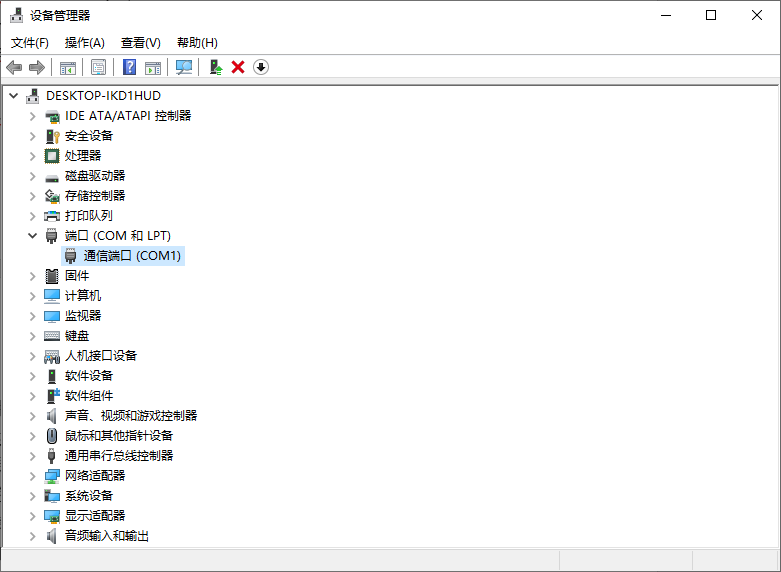 设备管理器
文件(F) 操作(A) 查看(V) 帮助(H)
DESKTOP-IKD1HUD
IDE ATA/ATAPI 控制器
安全设备
处理器
磁盘驱动器
存储控制器
打印队列
端口 (COM 和 LPT)
通信端口 (COM1)
固件
计算机
监视器
键盘
人机接口设备
软件设备
软件组件
声音、视频和游戏控制器
鼠标和其他指针设备
通用串行总线控制器
网络适配器
系统设备
显示适配器
音频输入和输出